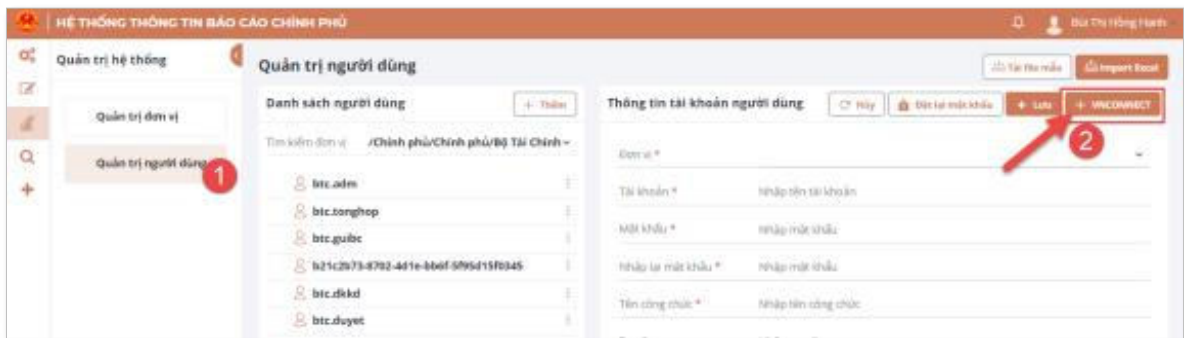 HỆ THỐNG THÔNG TIN BÁO CÁO CHÍNH PHỦ
Bùi Thị Hồng Hạnh
Quản trị hệ thống
Quản trị đơn vị
Quản trị người dùng
1
Quản trị người dùng
Tải file mẫu
Import Excel
Danh sách người dùng
+ Thêm
Tìm kiếm đơn vị
/Chính phủ/Chính phủ/Bộ Tài Chính
btc.adm
btc.tonghop
btc.guibc
btc.dkkd
btc.duyet
Thông tin tài khoản người dùng
Hủy
Đặt lại mật khẩu
+ Lưu
+ VNCONNECT
2
Đơn vị *
Tài khoản *
Nhập tên tài khoản
Mật khẩu *
Nhập mật khẩu
Nhập lại mật khẩu *
Nhập mật khẩu
Tên công chức *
Nhập tên công chức